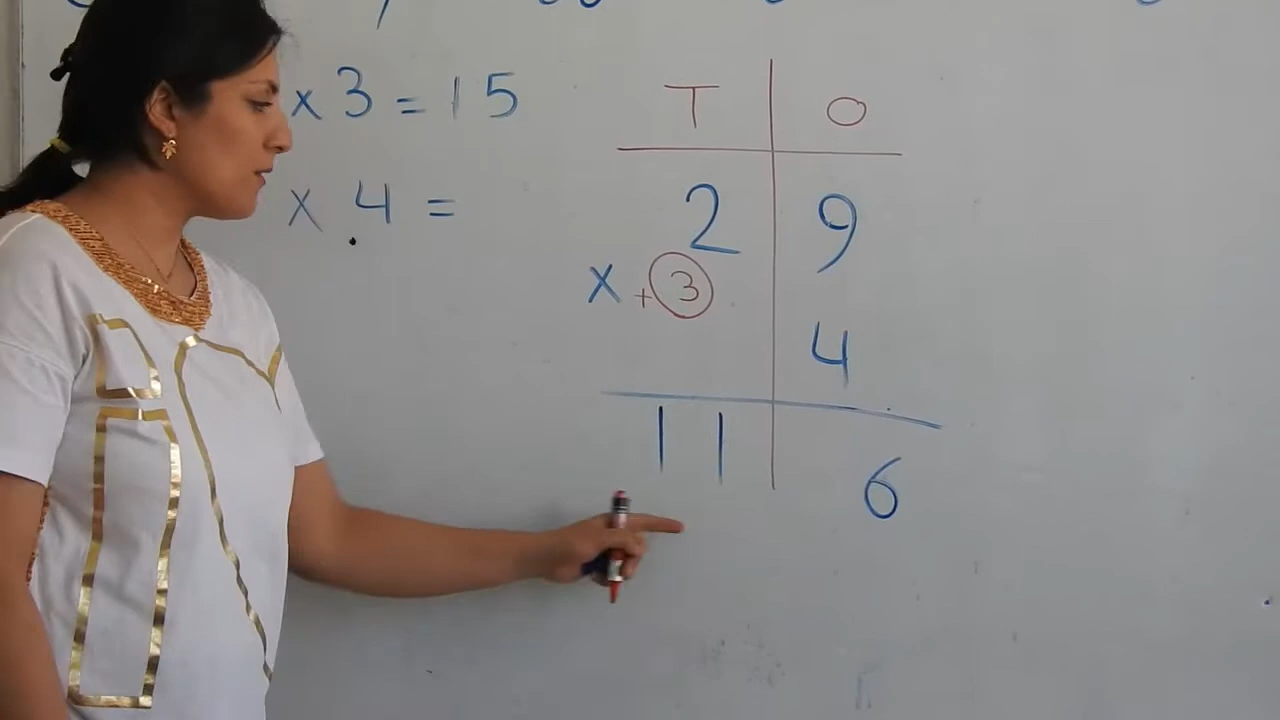 x 3 = 15
x 4 =
T O
2 9
x + 3
4
11 6